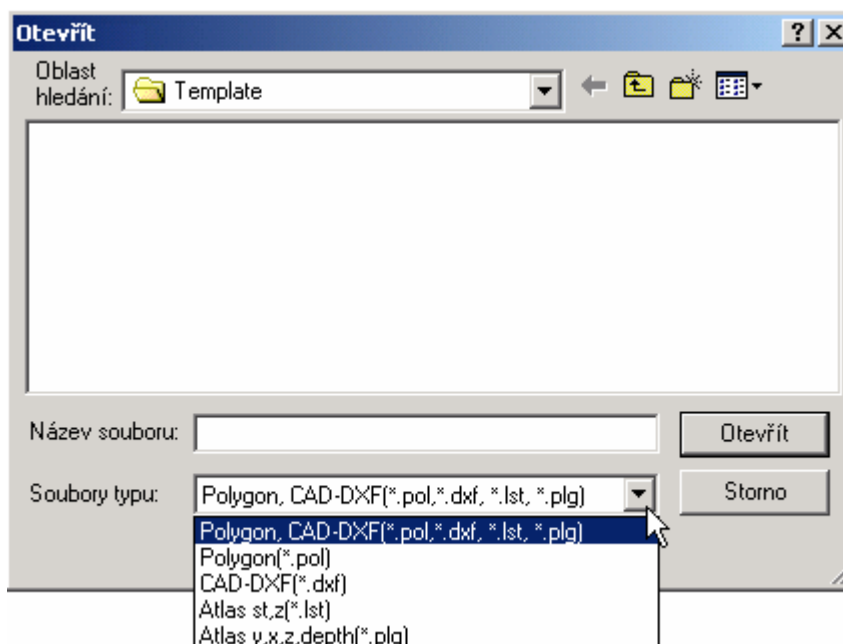 Otevřít
Oblast
hledání:
Template
Název souboru:
Otevřít
Soubory typu:
Polygon, CAD-DXF(*.pol,*.dxf, *.lst, *.plg)
Storno
Polygon, CAD-DXF(*.pol,*.dxf, *.lst, *.plg)
Polygon(*.pol)
CAD-DXF(*.dxf)
Atlas st,z(*.lst)
Atlas y,x,z,depth(*.plg)